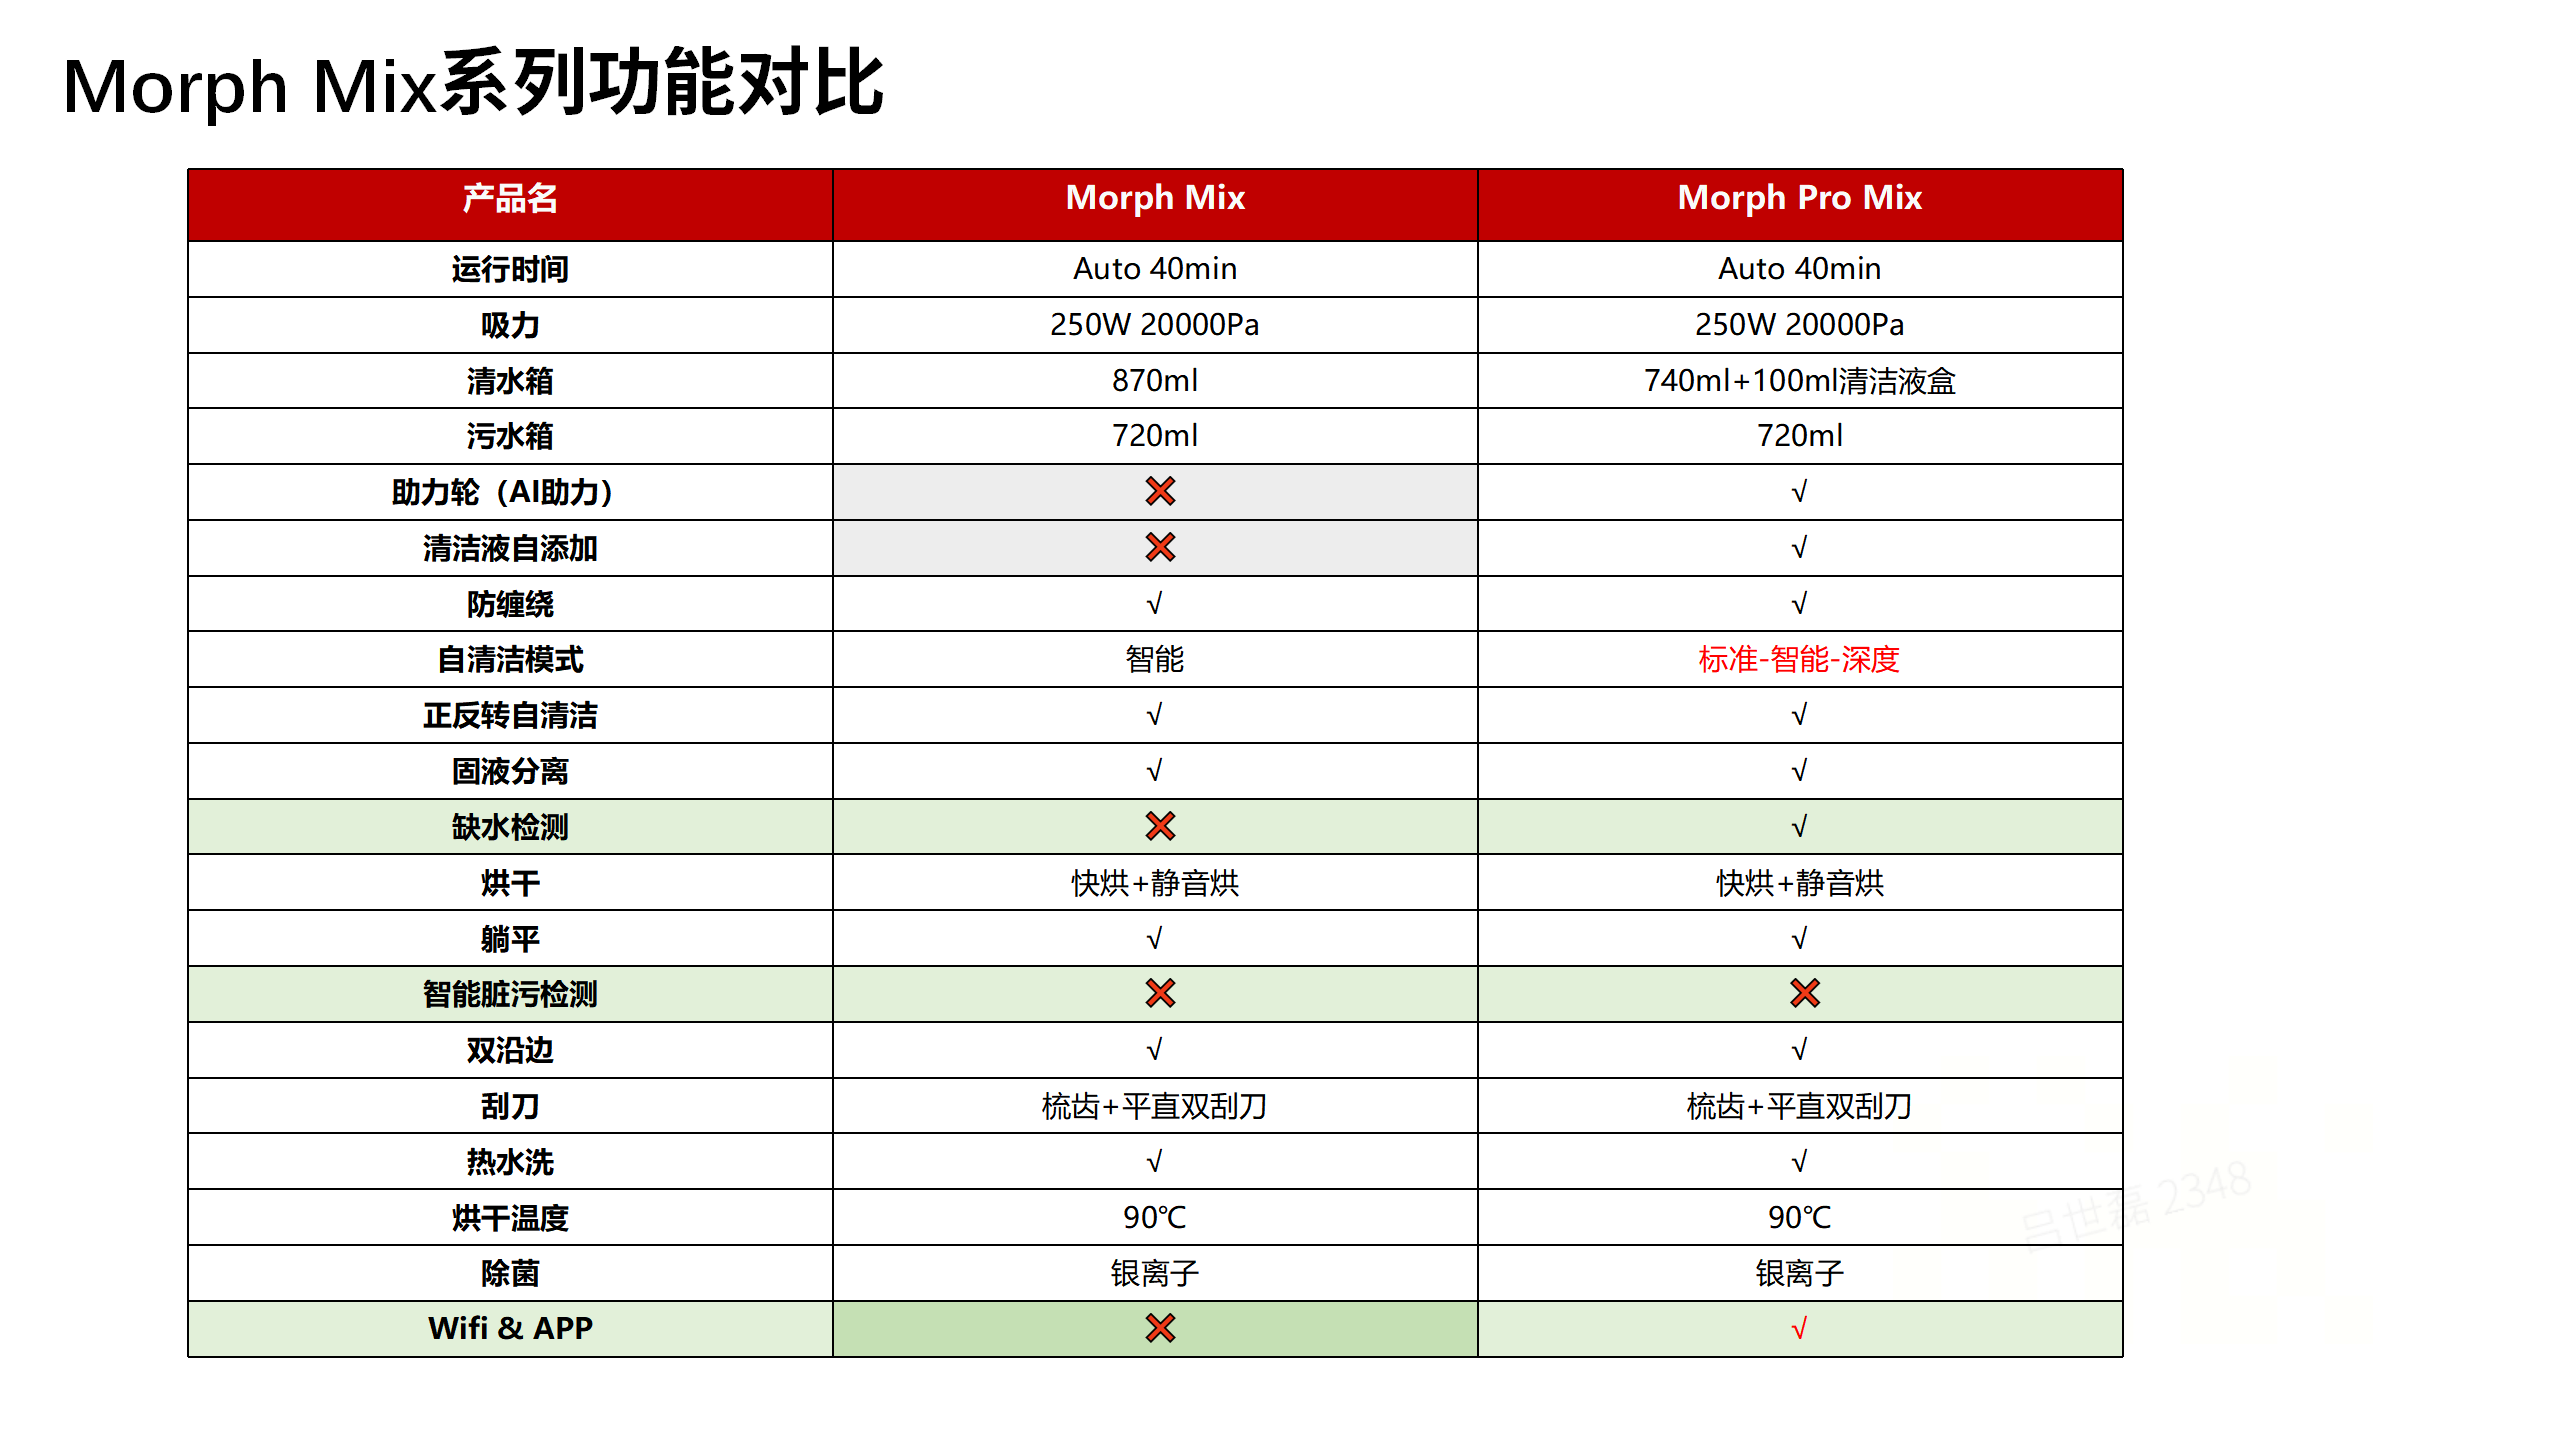 Morph Mix系列功能对比
产品名 Morph Mix Morph Pro Mix
运行时间 Auto 40min Auto 40min
吸力 250W 20000Pa 250W 20000Pa
清水箱 870ml 740ml+100ml清洁液盒
污水箱 720ml 720ml
助力轮（AI助力） ❌ √
清洁液自添加 ❌ √
防缠绕 √ √
自清洁模式 智能 标准-智能-深度
正反转自清洁 √ √
固液分离 √ √
缺水检测 ❌ √
烘干 快烘+静音烘 快烘+静音烘
躺平 √ √
智能脏污检测 ❌ ❌
双沿边 √ √
刮刀 梳齿+平直双刮刀 梳齿+平直双刮刀
热水洗 √ √
烘干温度 90℃ 90℃
除菌 银离子 银离子
Wifi & APP ❌ √
吕世磊 2348